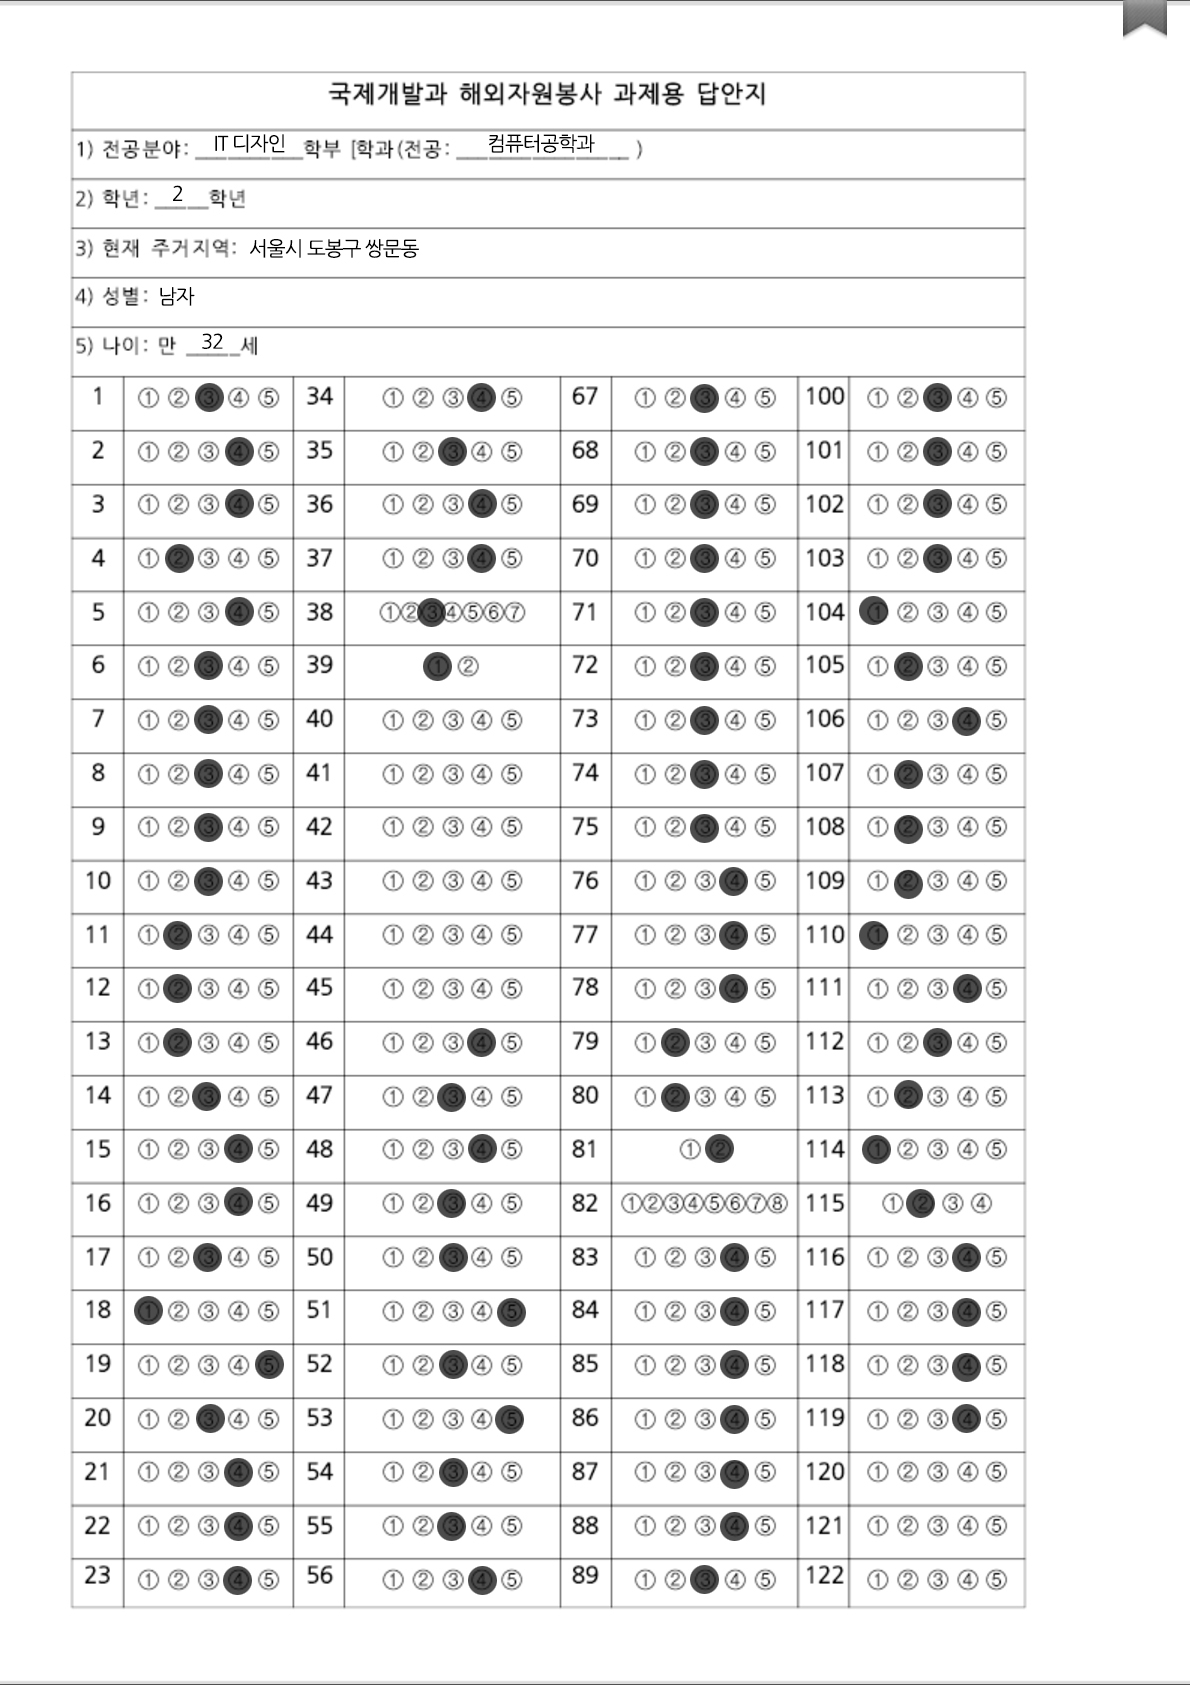 국제개발과 해외자원봉사 과제용 답안지
1) 전공분야: IT 디자인 학부 [학과(전공: 컴퓨터공학과 )
2) 학년: 2 학년
3) 현재 주거지역: 서울시 도봉구 쌍문동
4) 성별: 남자
5) 나이: 만 32 세
1 ① ② ③ ④ ⑤ 34 ① ② ③ ④ ⑤ 67 ① ② ③ ④ ⑤ 100 ① ② ③ ④ ⑤
2 ① ② ③ ④ ⑤ 35 ① ② ③ ④ ⑤ 68 ① ② ③ ④ ⑤ 101 ① ② ③ ④ ⑤
3 ① ② ③ ④ ⑤ 36 ① ② ③ ④ ⑤ 69 ① ② ③ ④ ⑤ 102 ① ② ③ ④ ⑤
4 ① ② ③ ④ ⑤ 37 ① ② ③ ④ ⑤ 70 ① ② ③ ④ ⑤ 103 ① ② ③ ④ ⑤
5 ① ② ③ ④ ⑤ 38 ①②③④⑤⑥⑦ 71 ① ② ③ ④ ⑤ 104 ① ② ③ ④ ⑤
6 ① ② ③ ④ ⑤ 39 ① ② 72 ① ② ③ ④ ⑤ 105 ① ② ③ ④ ⑤
7 ① ② ③ ④ ⑤ 40 ① ② ③ ④ ⑤ 73 ① ② ③ ④ ⑤ 106 ① ② ③ ④ ⑤
8 ① ② ③ ④ ⑤ 41 ① ② ③ ④ ⑤ 74 ① ② ③ ④ ⑤ 107 ① ② ③ ④ ⑤
9 ① ② ③ ④ ⑤ 42 ① ② ③ ④ ⑤ 75 ① ② ③ ④ ⑤ 108 ① ② ③ ④ ⑤
10 ① ② ③ ④ ⑤ 43 ① ② ③ ④ ⑤ 76 ① ② ③ ④ ⑤ 109 ① ② ③ ④ ⑤
11 ① ② ③ ④ ⑤ 44 ① ② ③ ④ ⑤ 77 ① ② ③ ④ ⑤ 110 ① ② ③ ④ ⑤
12 ① ② ③ ④ ⑤ 45 ① ② ③ ④ ⑤ 78 ① ② ③ ④ ⑤ 111 ① ② ③ ④ ⑤
13 ① ② ③ ④ ⑤ 46 ① ② ③ ④ ⑤ 79 ① ② ③ ④ ⑤ 112 ① ② ③ ④ ⑤
14 ① ② ③ ④ ⑤ 47 ① ② ③ ④ ⑤ 80 ① ② ③ ④ ⑤ 113 ① ② ③ ④ ⑤
15 ① ② ③ ④ ⑤ 48 ① ② ③ ④ ⑤ 81 ① ② 114 ① ② ③ ④ ⑤
16 ① ② ③ ④ ⑤ 49 ① ② ③ ④ ⑤ 82 ①②③④⑤⑥⑦⑧ 115 ① ② ③ ④
17 ① ② ③ ④ ⑤ 50 ① ② ③ ④ ⑤ 83 ① ② ③ ④ ⑤ 116 ① ② ③ ④ ⑤
18 ① ② ③ ④ ⑤ 51 ① ② ③ ④ ⑤ 84 ① ② ③ ④ ⑤ 117 ① ② ③ ④ ⑤
19 ① ② ③ ④ ⑤ 52 ① ② ③ ④ ⑤ 85 ① ② ③ ④ ⑤ 118 ① ② ③ ④ ⑤
20 ① ② ③ ④ ⑤ 53 ① ② ③ ④ ⑤ 86 ① ② ③ ④ ⑤ 119 ① ② ③ ④ ⑤
21 ① ② ③ ④ ⑤ 54 ① ② ③ ④ ⑤ 87 ① ② ③ ④ ⑤ 120 ① ② ③ ④ ⑤
22 ① ② ③ ④ ⑤ 55 ① ② ③ ④ ⑤ 88 ① ② ③ ④ ⑤ 121 ① ② ③ ④ ⑤
23 ① ② ③ ④ ⑤ 56 ① ② ③ ④ ⑤ 89 ① ② ③ ④ ⑤ 122 ① ② ③ ④ ⑤